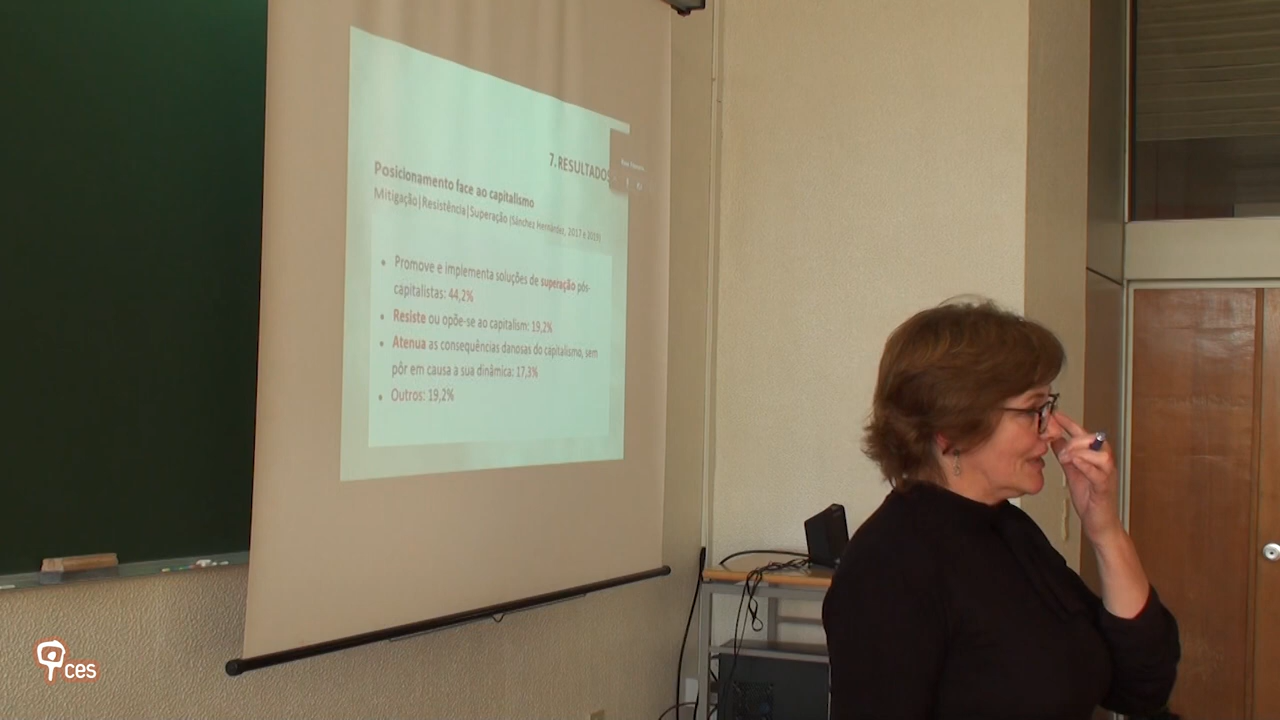 7. RESULTADOS
Posicionamento face ao capitalismo
Mitigação|Resistência|Superação (Sánchez Hernández, 2017 e 2019)
• Promove e implementa soluções de superação pós-
capitalistas: 44,2%
• Resiste ou opõe-se ao capitalism: 19,2%
• Atenua as consequências danosas do capitalismo, sem
pôr em causa a sua dinâmica: 17,3%
• Outros: 19,2%
ces